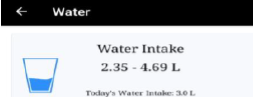 Water
Water Intake
2.35 - 4.69 L
Today's Water Intake: 3.0 L